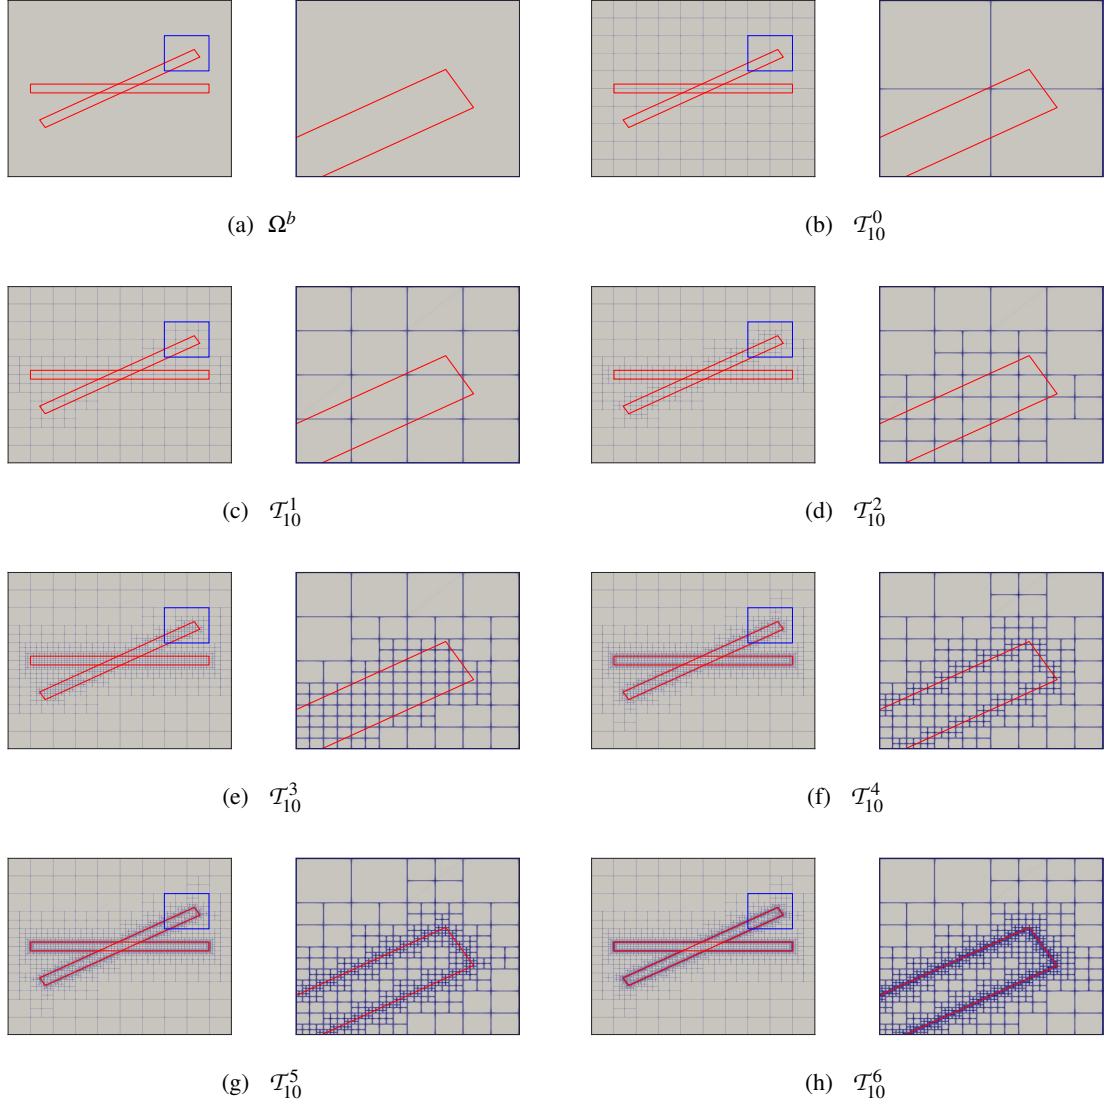 (a) Ω^b (b) 𝒯_10^0
(c) 𝒯_10^1 (d) 𝒯_10^2
(e) 𝒯_10^3 (f) 𝒯_10^4
(g) 𝒯_10^5 (h) 𝒯_10^6